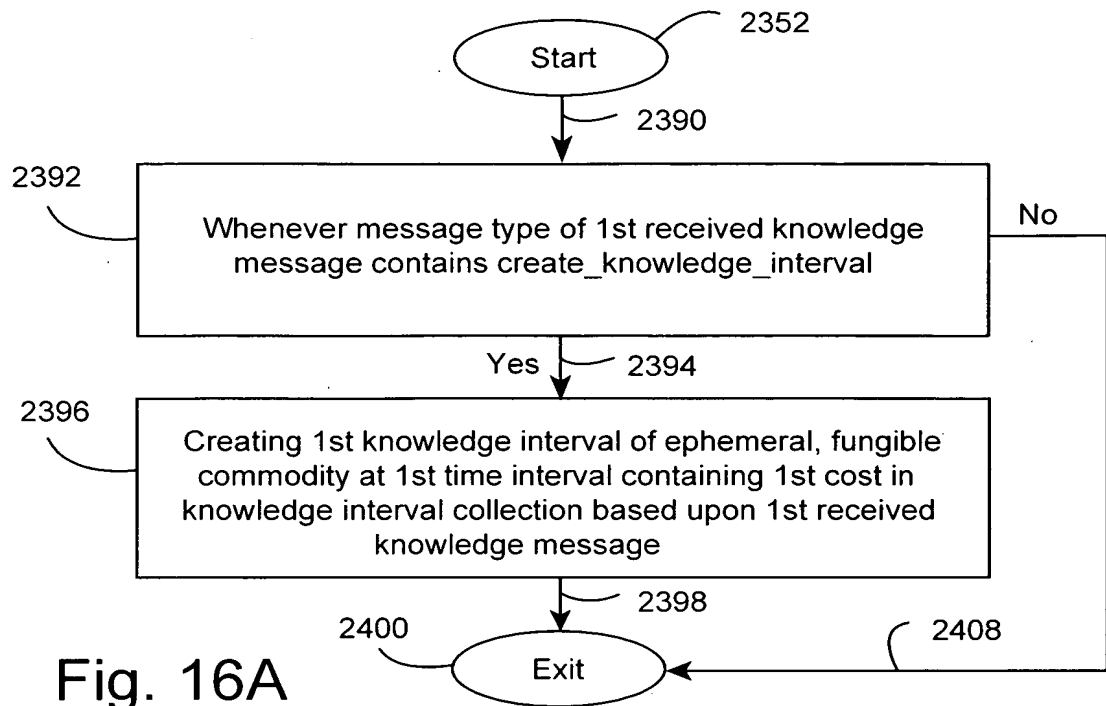 2352
Start
2390
2392
Whenever message type of 1st received knowledge
message contains create_knowledge_interval
No
Yes
2394
2396
Creating 1st knowledge interval of ephemeral, fungible
commodity at 1st time interval containing 1st cost in
knowledge interval collection based upon 1st received
knowledge message
2398
2400
Exit
2408
Fig. 16A